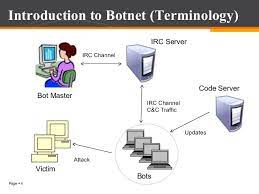 Introduction to Botnet (Terminology)
IRC Server
IRC Channel
Code Server
Bot Master
IRC Channel
C&C Traffic
Updates
Attack
Victim
Bots